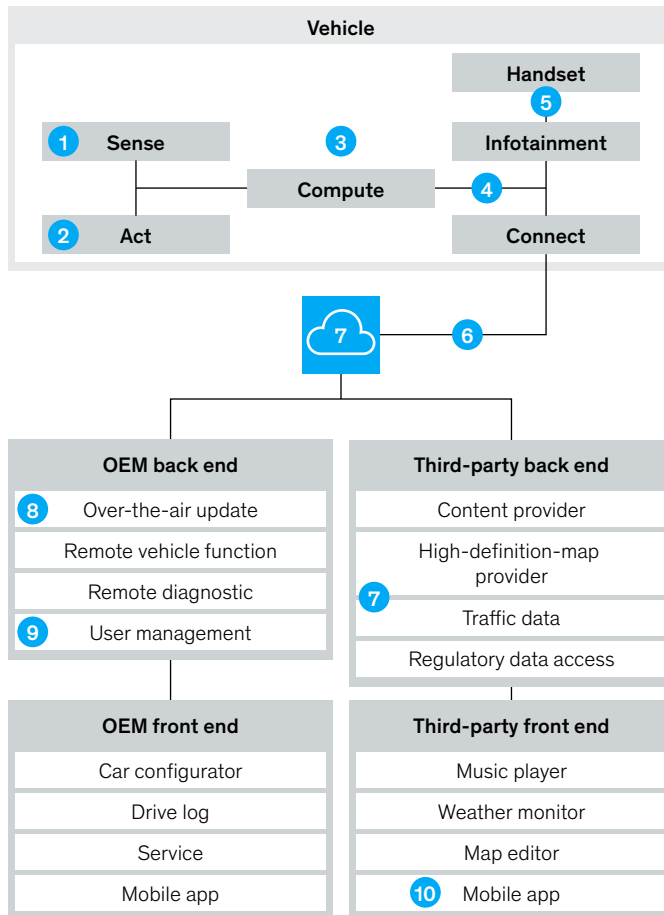 Vehicle
Handset
5
1 Sense
3
Infotainment
Compute
4
2 Act
Connect
7
6
OEM back end
8 Over-the-air update
Remote vehicle function
Remote diagnostic
9 User management
Third-party back end
Content provider
High-definition-map
provider
7
Traffic data
Regulatory data access
OEM front end
Car configurator
Drive log
Service
Mobile app
Third-party front end
Music player
Weather monitor
Map editor
10 Mobile app